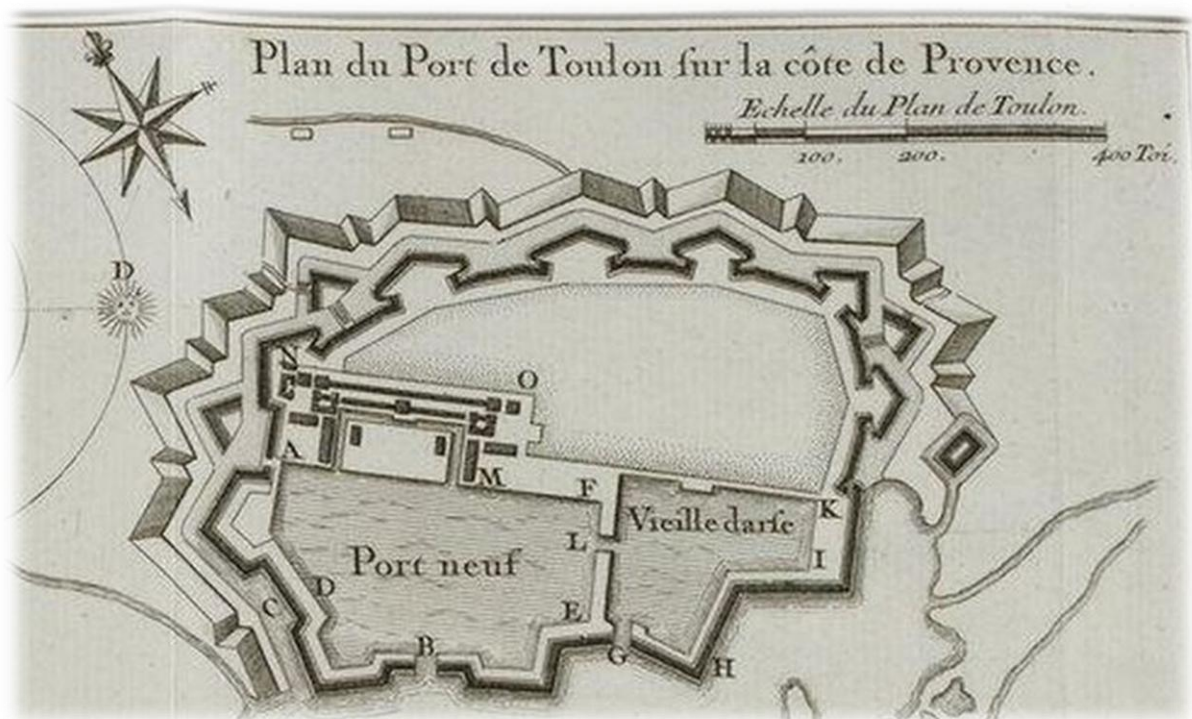 Plan du Port de Toulon ſur la côte de Provence.
Echelle du Plan de Toulon.
100. 200. 400 Toi.
D
N
O
A
M
F
K
Vieille darſe
L
I
Port neuf
D
C
E
B
G
H